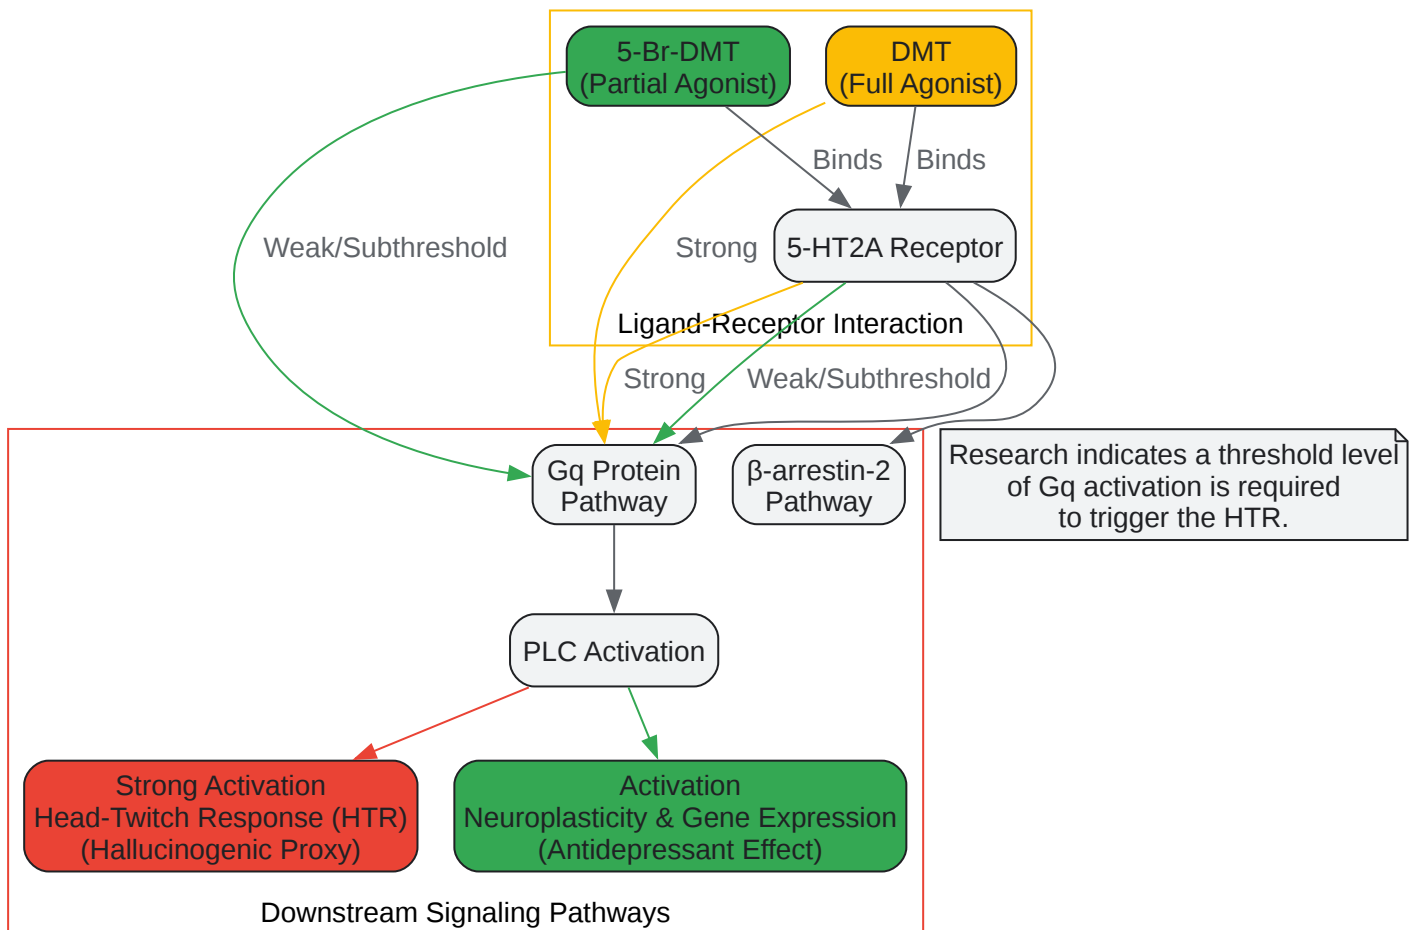 5-Br-DMT
(Partial Agonist)
DMT
(Full Agonist)
Binds
Binds
Weak/Subthreshold
Strong
5-HT2A Receptor
Ligand-Receptor Interaction
Strong
Weak/Subthreshold
Gq Protein
Pathway
β-arrestin-2
Pathway
Research indicates a threshold level
of Gq activation is required
to trigger the HTR.
PLC Activation
Strong Activation
Head-Twitch Response (HTR)
(Hallucinogenic Proxy)
Activation
Neuroplasticity & Gene Expression
(Antidepressant Effect)
Downstream Signaling Pathways